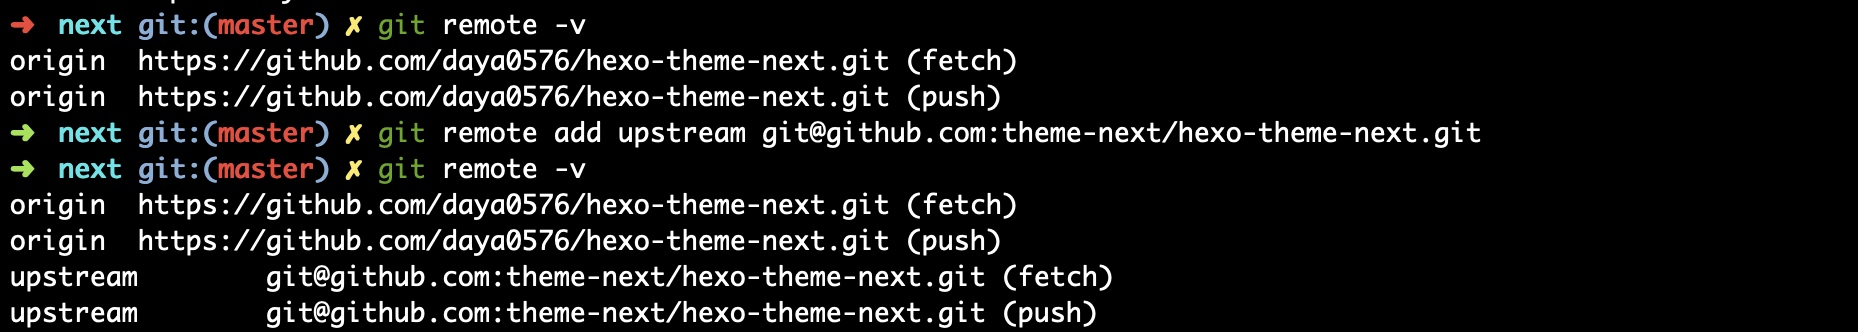 ➜  next git:(master) ✗ git remote -v
origin  https://github.com/daya0576/hexo-theme-next.git (fetch)
origin  https://github.com/daya0576/hexo-theme-next.git (push)
➜  next git:(master) ✗ git remote add upstream git@github.com:theme-next/hexo-theme-next.git
➜  next git:(master) ✗ git remote -v
origin  https://github.com/daya0576/hexo-theme-next.git (fetch)
origin  https://github.com/daya0576/hexo-theme-next.git (push)
upstream        git@github.com:theme-next/hexo-theme-next.git (fetch)
upstream        git@github.com:theme-next/hexo-theme-next.git (push)